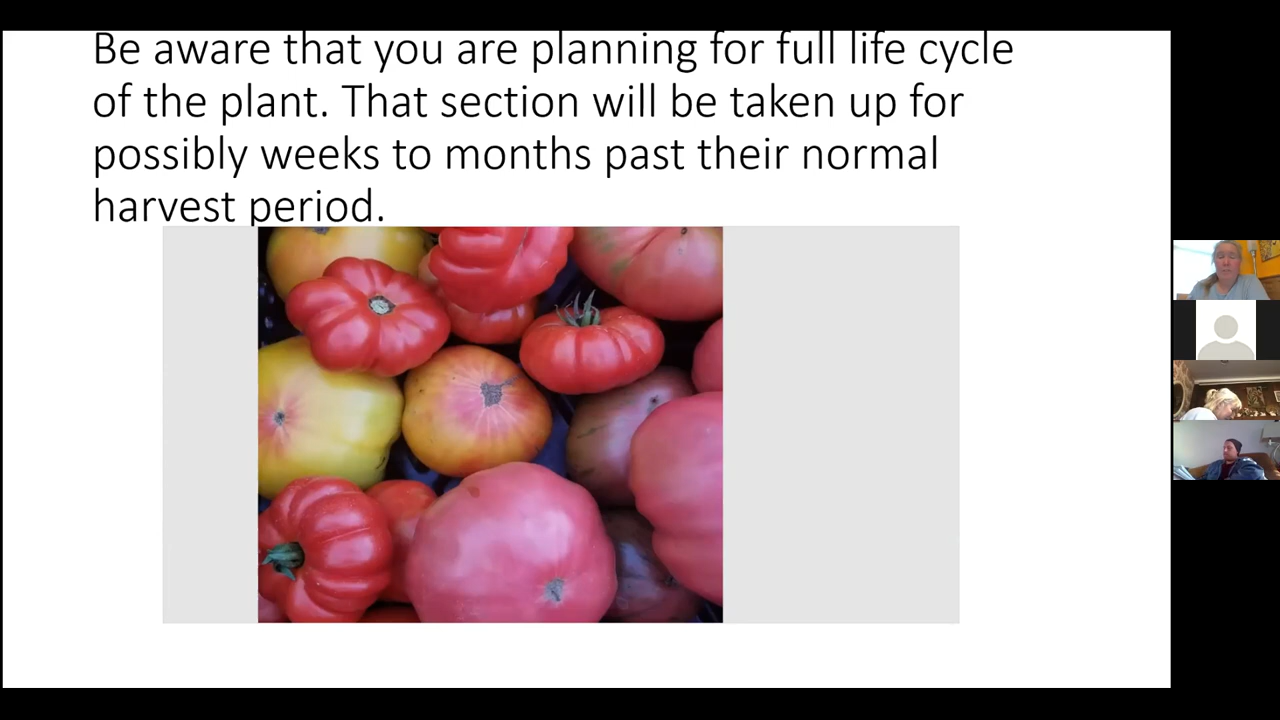 Be aware that you are planning for full life cycle
of the plant. That section will be taken up for
possibly weeks to months past their normal
harvest period.